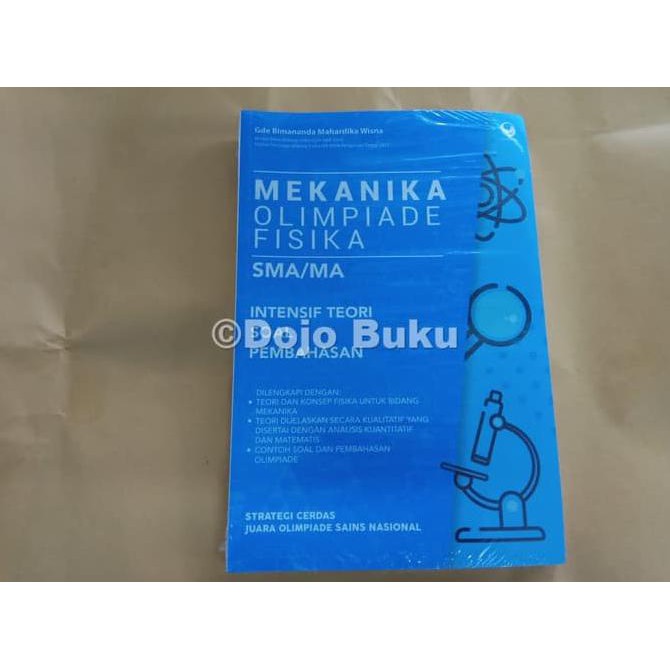 Gde Bimananda Mahardika Wisna
MEKANIKA
OLIMPIADE
FISIKA
SMA/MA
INTENSIF TEORI
SOAL
PEMBAHASAN
©Dojo Buku
DILENGKAPI DENGAN:
• TEORI DAN KONSEP FISIKA UNTUK BIDANG
MEKANIKA
• TEORI DIJELASKAN SECARA KUALITATIF YANG
DISERTAI DENGAN ANALISIS KUANTITATIF
DAN MATEMATIS
• CONTOH SOAL DAN PEMBAHASAN
OLIMPIADE
STRATEGI CERDAS
JUARA OLIMPIADE SAINS NASIONAL